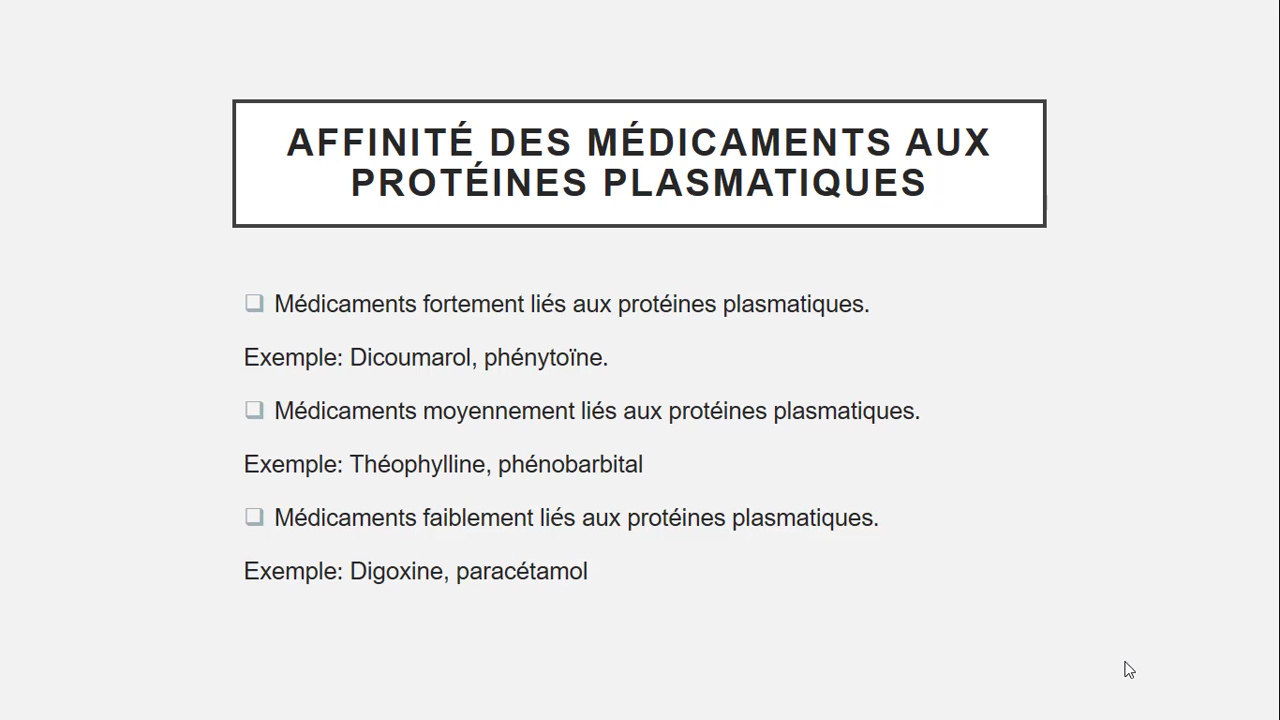 AFFINITÉ DES MÉDICAMENTS AUX
PROTÉINES PLASMATIQUES
❑ Médicaments fortement liés aux protéines plasmatiques.
Exemple: Dicoumarol, phénytoïne.
❑ Médicaments moyennement liés aux protéines plasmatiques.
Exemple: Théophylline, phénobarbital
❑ Médicaments faiblement liés aux protéines plasmatiques.
Exemple: Digoxine, paracétamol